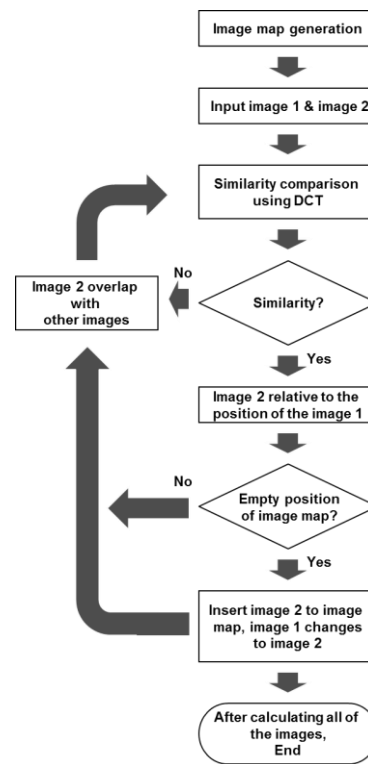 Image map generation
Input image 1 & image 2
Similarity comparison
using DCT
No
Image 2 overlap
with
other images
Similarity?
Yes
Image 2 relative to the
position of the image 1
No
Empty position
of image map?
Yes
Insert image 2 to image
map, image 1 changes
to image 2
After calculating all of
the images,
End